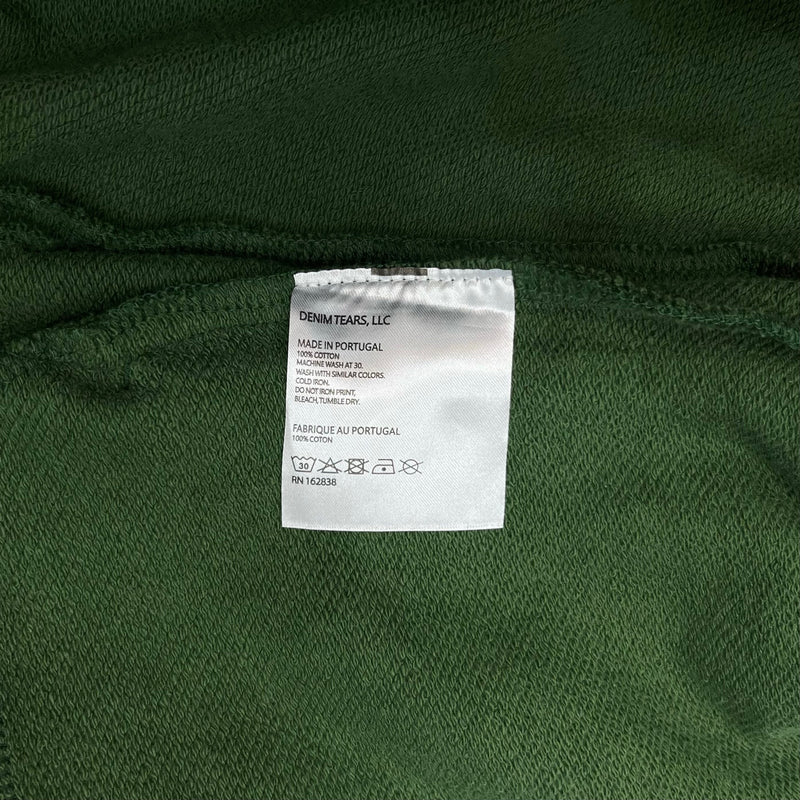 DENIM TEARS, LLC
MADE IN PORTUGAL
100% COTTON
MACHINE WASH AT 30.
WASH WITH SIMILAR COLORS.
COLD IRON.
DO NOT IRON PRINT,
BLEACH, TUMBLE DRY.
FABRIQUE AU PORTUGAL
100% COTON
30
RN 162838